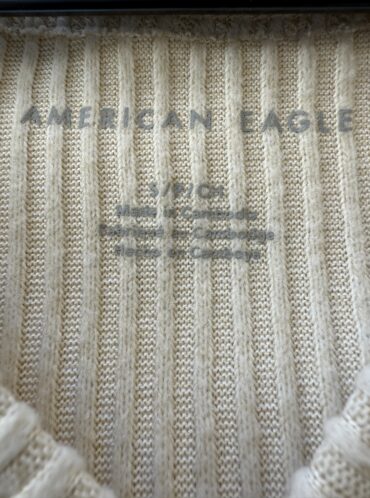 AMERICAN EAGLE
S/P/CH
Made in Cambodia
Fabriqué au Cambodge
Hecho en Camboya